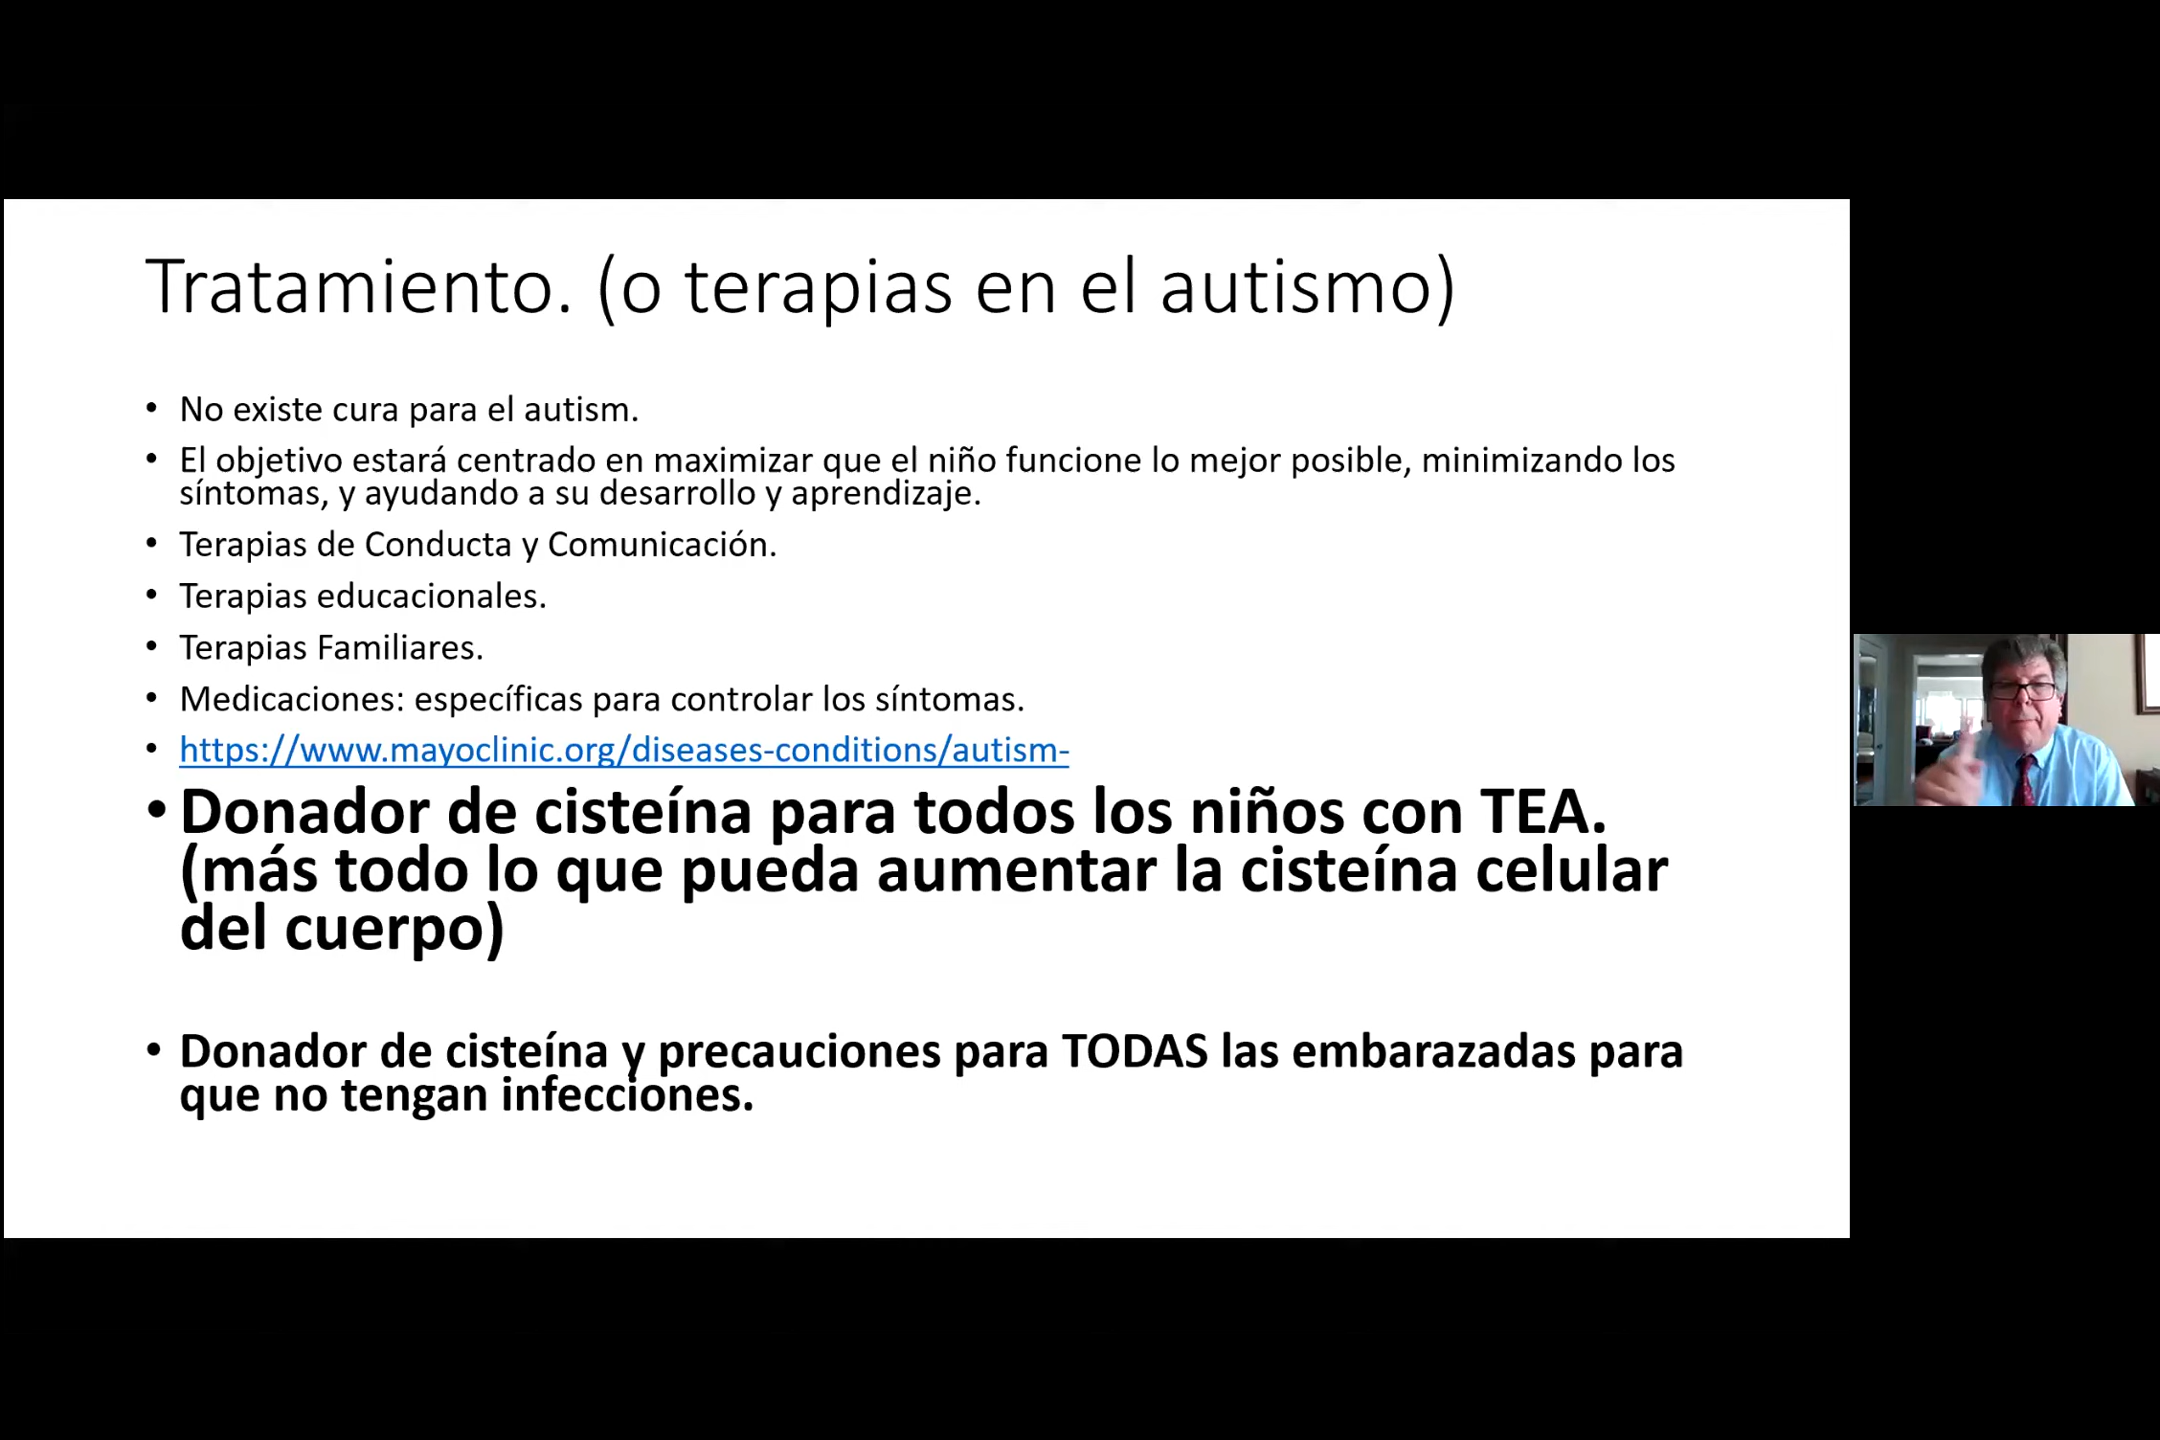 Tratamiento. (o terapias en el autismo)
• No existe cura para el autism.
• El objetivo estará centrado en maximizar que el niño funcione lo mejor posible, minimizando los
síntomas, y ayudando a su desarrollo y aprendizaje.
• Terapias de Conducta y Comunicación.
• Terapias educacionales.
• Terapias Familiares.
• Medicaciones: específicas para controlar los síntomas.
• https://www.mayoclinic.org/diseases-conditions/autism-
• Donador de cisteína para todos los niños con TEA.
(más todo lo que pueda aumentar la cisteína celular
del cuerpo)
• Donador de cisteína y precauciones para TODAS las embarazadas para
que no tengan infecciones.